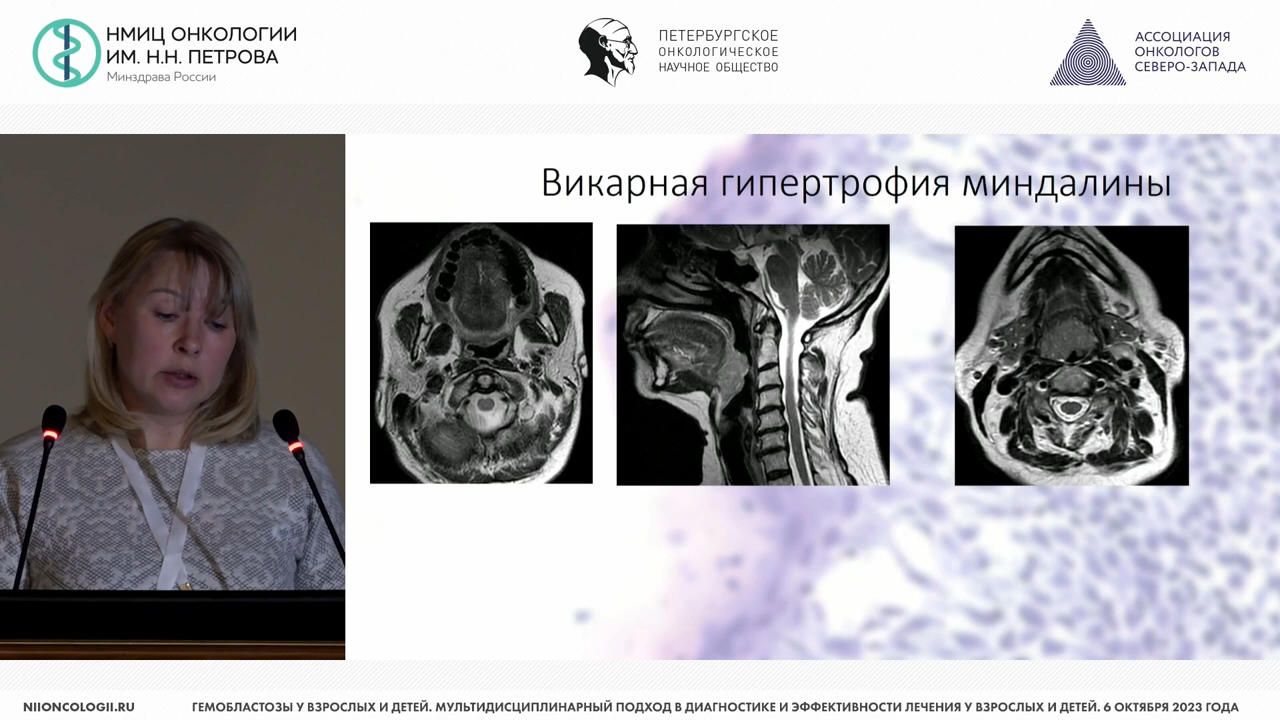 НМИЦ ОНКОЛОГИИ
ИМ. Н.Н. ПЕТРОВА
Минздрава России
ПЕТЕРБУРГСКОЕ
ОНКОЛОГИЧЕСКОЕ
НАУЧНОЕ ОБЩЕСТВО
АССОЦИАЦИЯ
ОНКОЛОГОВ
СЕВЕРО-ЗАПАДА
Викарная гипертрофия миндалины
NIIONCOLOGII.RU
ГЕМОБЛАСТОЗЫ У ВЗРОСЛЫХ И ДЕТЕЙ. МУЛЬТИДИСЦИПЛИНАРНЫЙ ПОДХОД В ДИАГНОСТИКЕ И ЭФФЕКТИВНОСТИ ЛЕЧЕНИЯ У ВЗРОСЛЫХ И ДЕТЕЙ. 6 ОКТЯБРЯ 2023 ГОДА